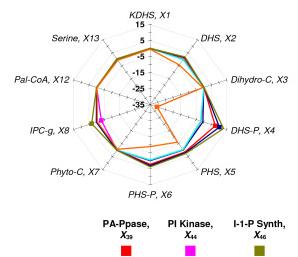 KDHS, X1
15
5
-5
-15
-25
-35
DHS, X2
Dihydro-C, X3
DHS-P, X4
PHS, X5
PHS-P, X6
Phyto-C, X7
IPC-g, X8
Pal-CoA, X12
Serine, X13
PA-Ppase,
X39
PI Kinase,
X44
I-1-P Synth,
X46